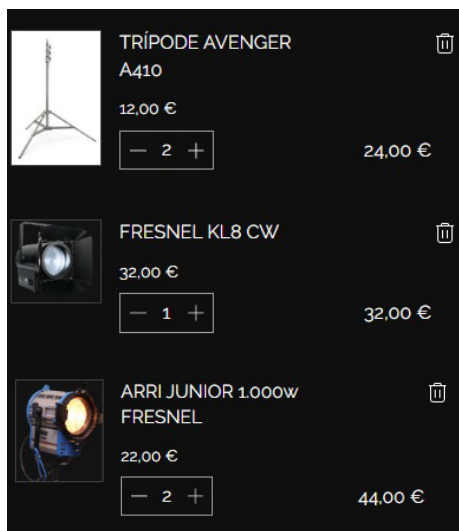 TRÍPODE AVENGER
A410
12,00 €
— 2 +
24,00 €
FRESNEL KL8 CW
32,00 €
— 1 +
32,00 €
ARRI JUNIOR 1.000w
FRESNEL
22,00 €
— 2 +
44,00 €